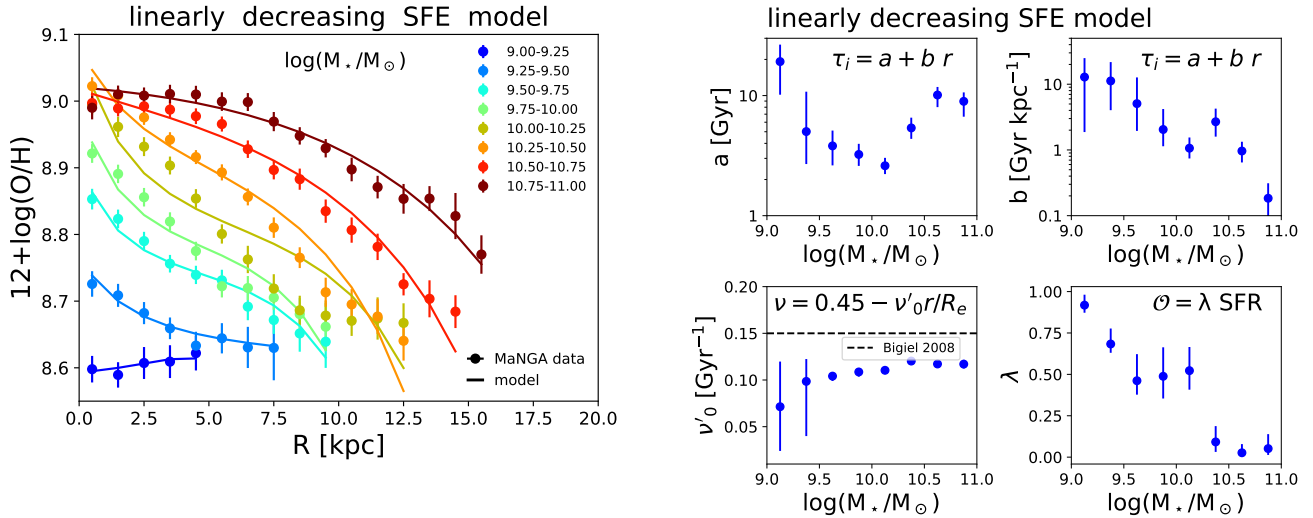 linearly decreasing SFE model
9.1
9.0
8.9
8.8
8.7
8.6
12+log(O/H)
log(M⋆/M⊙)
9.00-9.25
9.25-9.50
9.50-9.75
9.75-10.00
10.00-10.25
10.25-10.50
10.50-10.75
10.75-11.00
MaNGA data
model
0.0 2.5 5.0 7.5 10.0 12.5 15.0 17.5 20.0
R [kpc]
linearly decreasing SFE model
τᵢ = a + b r
10
1
a [Gyr]
9.0 9.5 10.0 10.5 11.0
log(M⋆/M⊙)
τᵢ = a + b r
10
1
0.1
b [Gyr kpc⁻¹]
9.0 9.5 10.0 10.5 11.0
log(M⋆/M⊙)
ν = 0.45 − ν'₀r/Rₑ
0.20
0.15
0.10
0.05
ν'₀ [Gyr⁻¹]
Bigiel 2008
9.0 9.5 10.0 10.5 11.0
log(M⋆/M⊙)
𝒪 = λ SFR
1.00
0.75
0.50
0.25
0.00
λ
9.0 9.5 10.0 10.5 11.0
log(M⋆/M⊙)